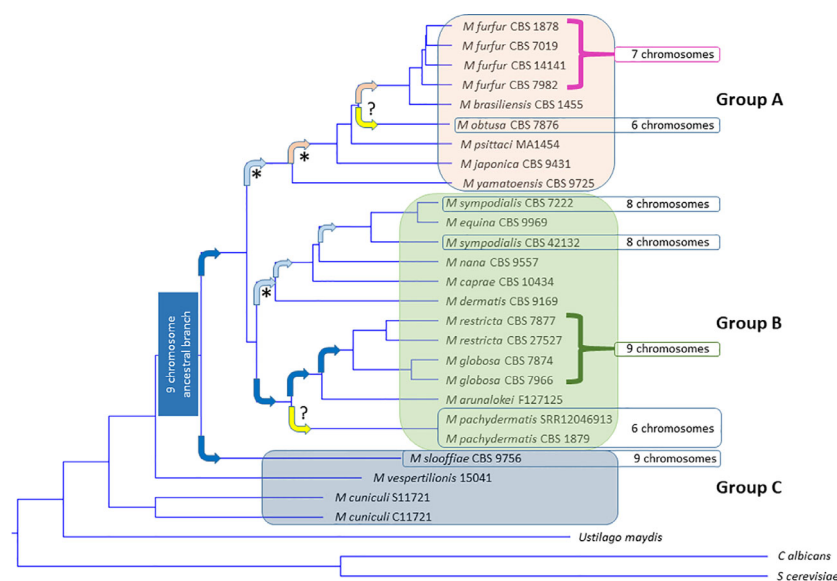 M furfur CBS 1878
M furfur CBS 7019
7 chromosomes
M furfur CBS 14141
M furfur CBS 7982
Group A
M brasiliensis CBS 1455
?
M obtusa CBS 7876
6 chromosomes
M psittaci MA1454
*
M japonica CBS 9431
*
M yamatoensis CBS 9725
M sympodialis CBS 7222
8 chromosomes
M equina CBS 9969
M sympodialis CBS 42132
8 chromosomes
M nana CBS 9557
M caprae CBS 10434
*
M dermatis CBS 9169
M restricta CBS 7877
Group B
M restricta CBS 27527
9 chromosomes
M globosa CBS 7874
M globosa CBS 7966
9 chromosome
ancestral branch
M arunalokei F127125
?
M pachydermatis SRR12046913
6 chromosomes
M pachydermatis CBS 1879
M slooffiae CBS 9756
9 chromosomes
M vespertilionis 15041
Group C
M cuniculi S11721
M cuniculi C11721
Ustilago maydis
C albicans
S cerevisiae